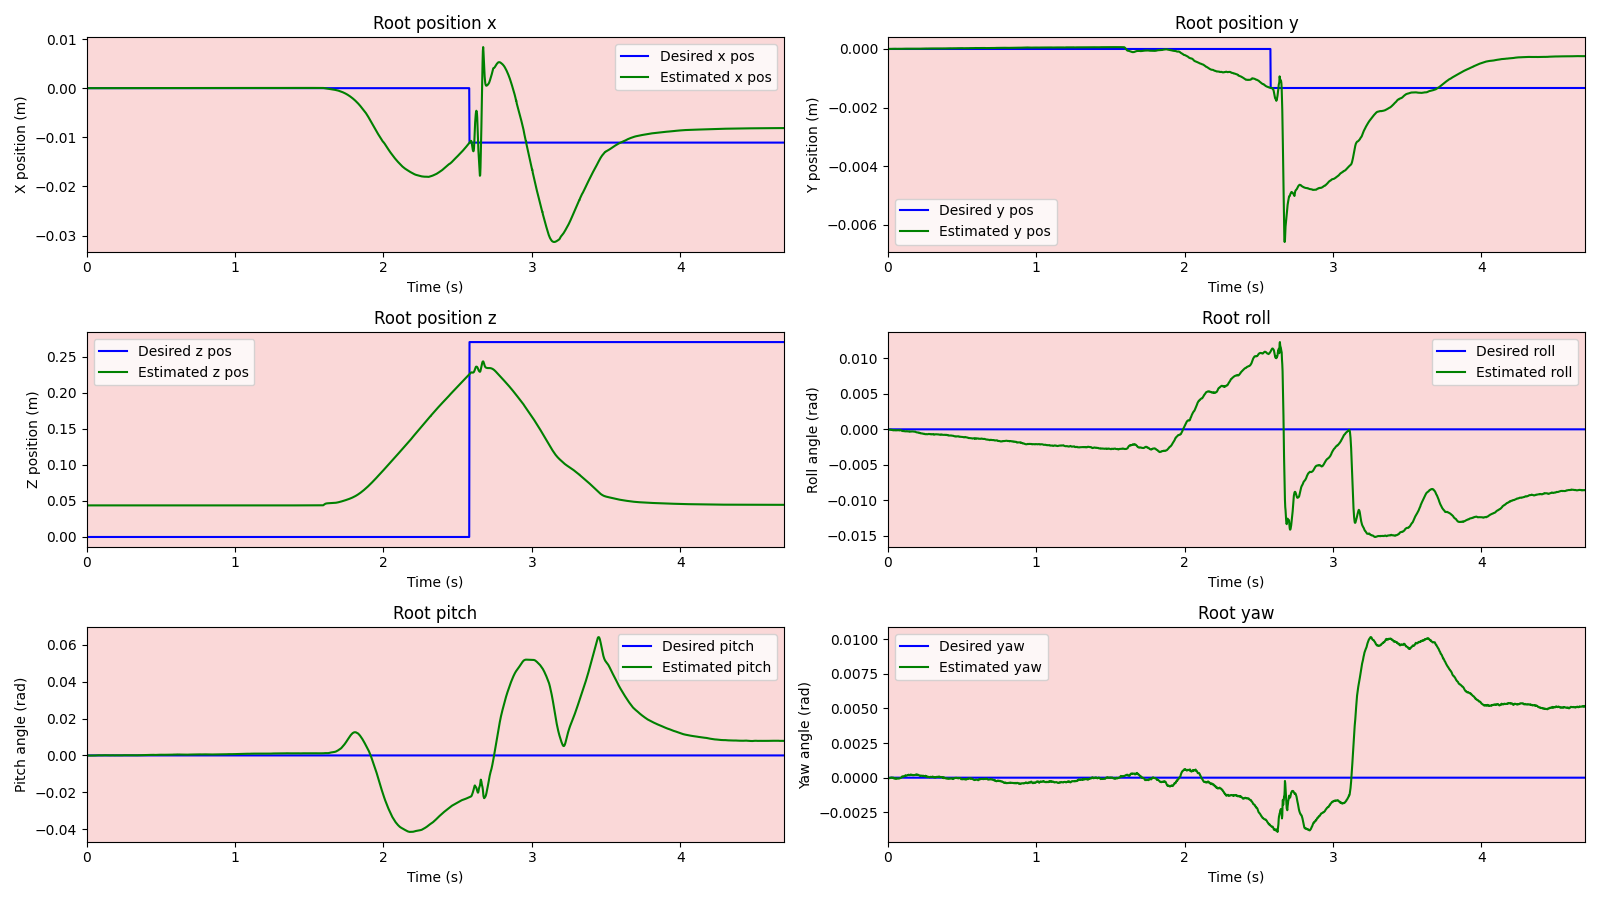 Root position x
0.01
0.00
−0.01
−0.02
−0.03
X position (m)
Desired x pos
Estimated x pos
0 1 2 3 4
Time (s)
Root position y
0.000
−0.002
−0.004
−0.006
Y position (m)
Desired y pos
Estimated y pos
0 1 2 3 4
Time (s)
Root position z
0.25
0.20
0.15
0.10
0.05
0.00
Z position (m)
Desired z pos
Estimated z pos
0 1 2 3 4
Time (s)
Root roll
0.010
0.005
0.000
−0.005
−0.010
−0.015
Roll angle (rad)
Desired roll
Estimated roll
0 1 2 3 4
Time (s)
Root pitch
0.06
0.04
0.02
0.00
−0.02
−0.04
Pitch angle (rad)
Desired pitch
Estimated pitch
0 1 2 3 4
Time (s)
Root yaw
0.0100
0.0075
0.0050
0.0025
0.0000
−0.0025
Yaw angle (rad)
Desired yaw
Estimated yaw
0 1 2 3 4
Time (s)